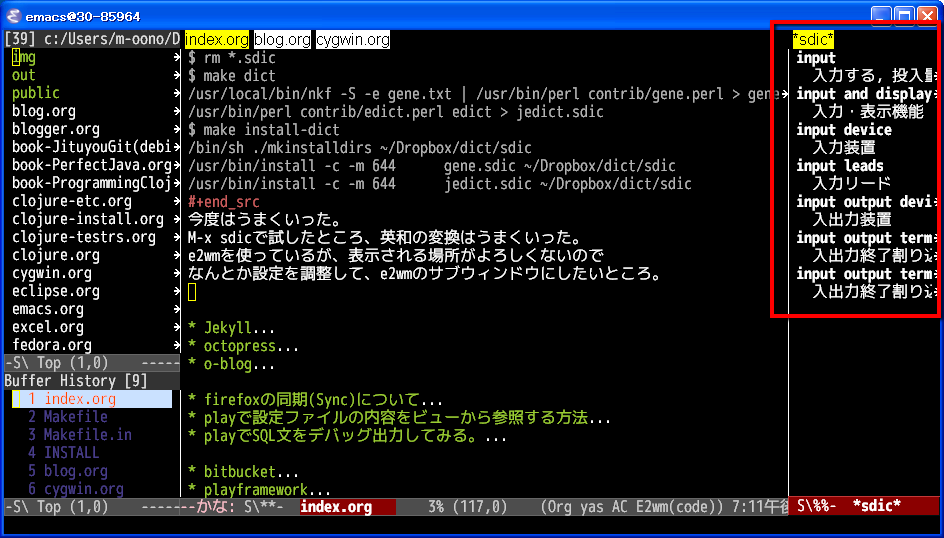 emacs@30-85964
[39] c:/Users/m-oono/D
img
out
public
blog.org
blogger.org
book-JituyouGit(debi
book-PerfectJava.org
book-ProgrammingCloj
clojure-etc.org
clojure-install.org
clojure-testrs.org
clojure.org
cygwin.org
eclipse.org
emacs.org
excel.org
fedora.org
-S\ Top (1,0) -----
Buffer History [9]
1 index.org
2 Makefile
3 Makefile.in
4 INSTALL
5 blog.org
6 cygwin.org
-S\ Top (1,0) -------
index.org blog.org cygwin.org
$ rm *.sdic
$ make dict
/usr/local/bin/nkf -S -e gene.txt | /usr/bin/perl contrib/gene.perl > gene
/usr/bin/perl contrib/edict.perl edict > jedict.sdic
$ make install-dict
/bin/sh ./mkinstalldirs ~/Dropbox/dict/sdic
/usr/bin/install -c -m 644 gene.sdic ~/Dropbox/dict/sdic
/usr/bin/install -c -m 644 jedict.sdic ~/Dropbox/dict/sdic
#+end_src
今度はうまくいった。
M-x sdicで試したところ、英和の変換はうまくいった。
e2wmを使っているが、表示される場所がよろしくないので
なんとか設定を調整して、e2wmのサブウィンドウにしたいところ。
* Jekyll...
* octopress...
* o-blog...
* firefoxの同期(Sync)について...
* playで設定ファイルの内容をビューから参照する方法...
* playでSQL文をデバッグ出力してみる。...
* bitbucket...
* playframework...
かな: S\**- index.org 3% (117,0) (Org yas AC E2wm(code)) 7:11午後
*sdic*
input
入力する, 投入量
input and display
入力・表示機能
input device
入力装置
input leads
入力リード
input output devi
入出力装置
input output term
入出力終了割り込
input output term
入出力終了割り込
S\%%- *sdic*